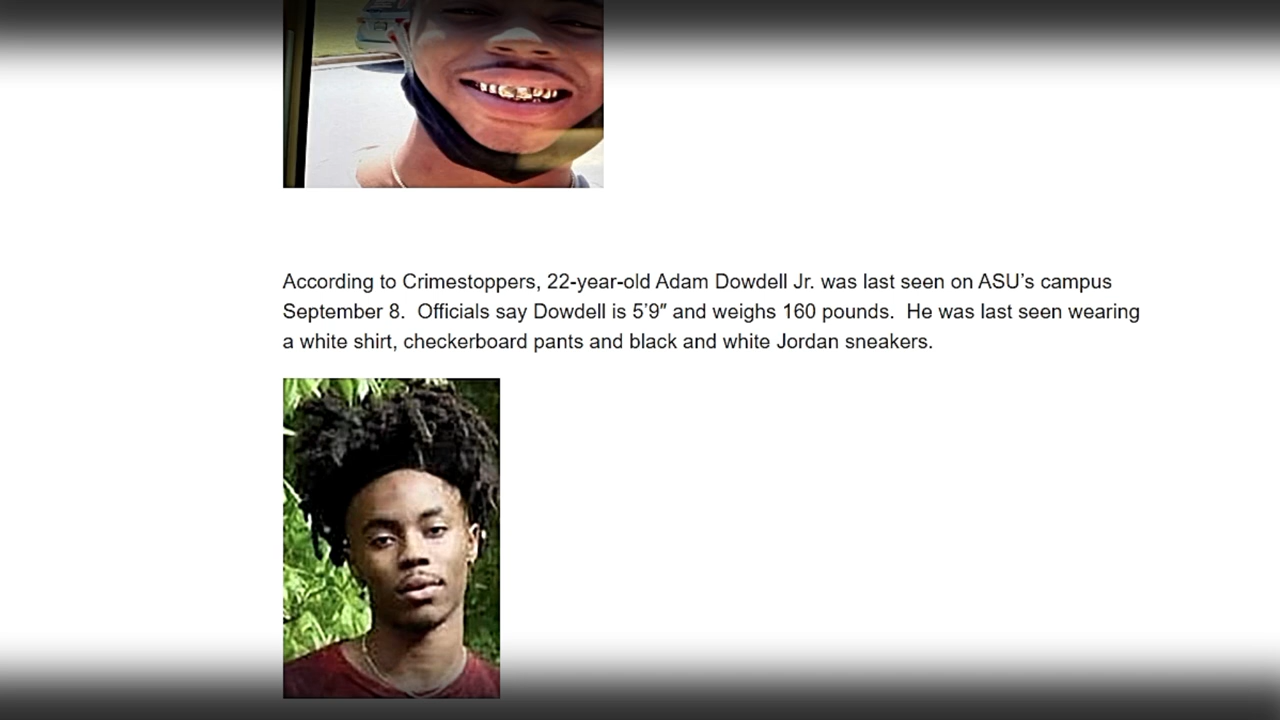 According to Crimestoppers, 22-year-old Adam Dowdell Jr. was last seen on ASU’s campus
September 8.  Officials say Dowdell is 5’9″ and weighs 160 pounds.  He was last seen wearing
a white shirt, checkerboard pants and black and white Jordan sneakers.